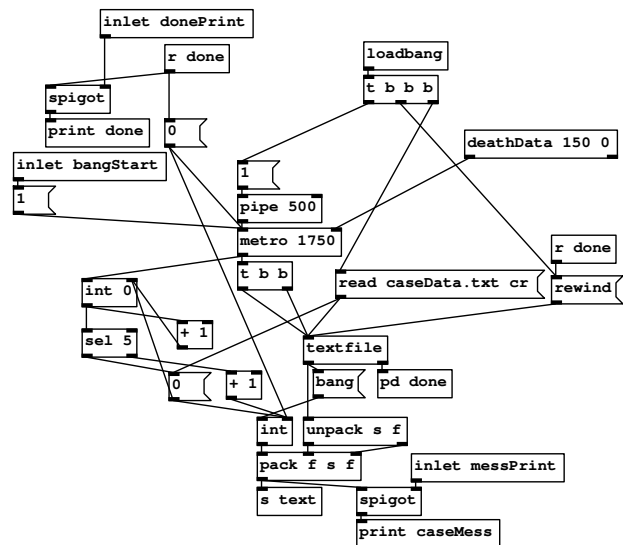 inlet donePrint
r done
loadbang
spigot
t b b b
print done
0
deathData 150 0
inlet bangStart
1
1
pipe 500
metro 1750
r done
t b b
int 0
read caseData.txt cr
rewind
+ 1
sel 5
textfile
0
+ 1
bang
pd done
int
unpack s f
pack f s f
inlet messPrint
s text
spigot
print caseMess